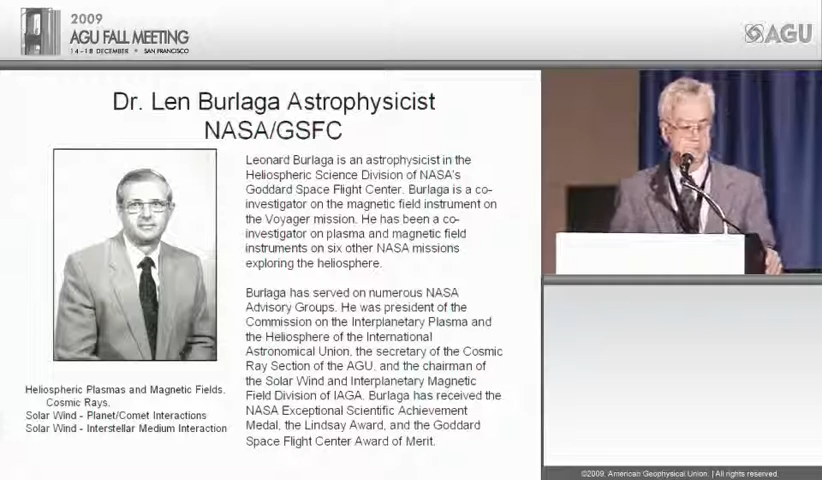 2009
AGU FALL MEETING
14-18 DECEMBER • SAN FRANCISCO
AGU
Dr. Len Burlaga Astrophysicist
NASA/GSFC
Leonard Burlaga is an astrophysicist in the
Heliospheric Science Division of NASA's
Goddard Space Flight Center. Burlaga is a co-
investigator on the magnetic field instrument on
the Voyager mission. He has been a co-
investigator on plasma and magnetic field
instruments on six other NASA missions
exploring the heliosphere.
Burlaga has served on numerous NASA
Advisory Groups. He was president of the
Commission on the Interplanetary Plasma and
the Heliosphere of the International
Astronomical Union, the secretary of the Cosmic
Ray Section of the AGU, and the chairman of
the Solar Wind and Interplanetary Magnetic
Field Division of IAGA. Burlaga has received the
NASA Exceptional Scientific Achievement
Medal, the Lindsay Award, and the Goddard
Space Flight Center Award of Merit.
Heliospheric Plasmas and Magnetic Fields.
Cosmic Rays.
Solar Wind - Planet/Comet Interactions
Solar Wind - Interstellar Medium Interaction
©2009. American Geophysical Union. | All rights reserved